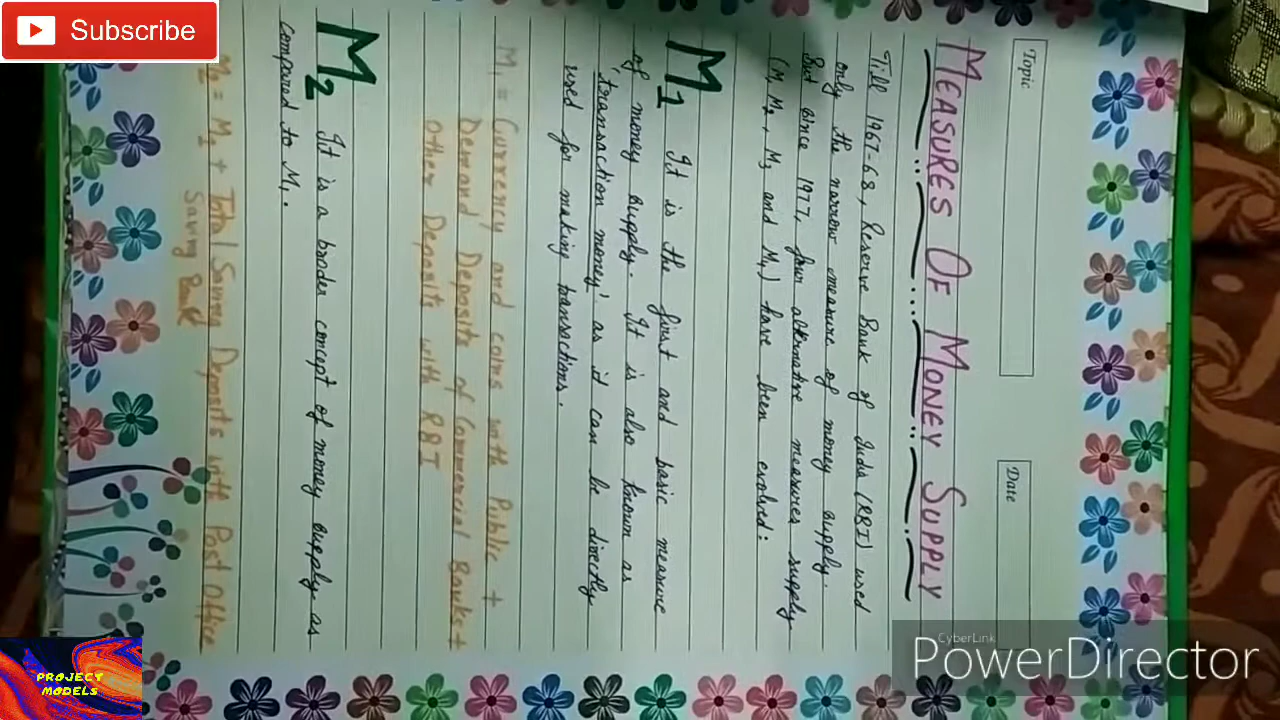 Subscribe
Topic
Date
MEASURES OF MONEY SUPPLY
Till 1967-68, Reserve Bank of India (RBI) used
only the narrow measure of money supply.
But since 1977, four alternative measures supply
(M1 M2, M3 and M4) have been evolved:
M1 It is the first and basic measure
of money supply. It is also known as
'transaction money' as it can be directly
used for making transactions.
M1 = Currency and coins with Public +
Demand Deposits of Commercial Banks +
Other Deposits with RBI
M2 It is a broder concept of money supply as
compared to M1.
M2 = M1 + Total Saving Deposits with Post Office
Saving Bank
PROJECT
MODELS
CyberLink
PowerDirector